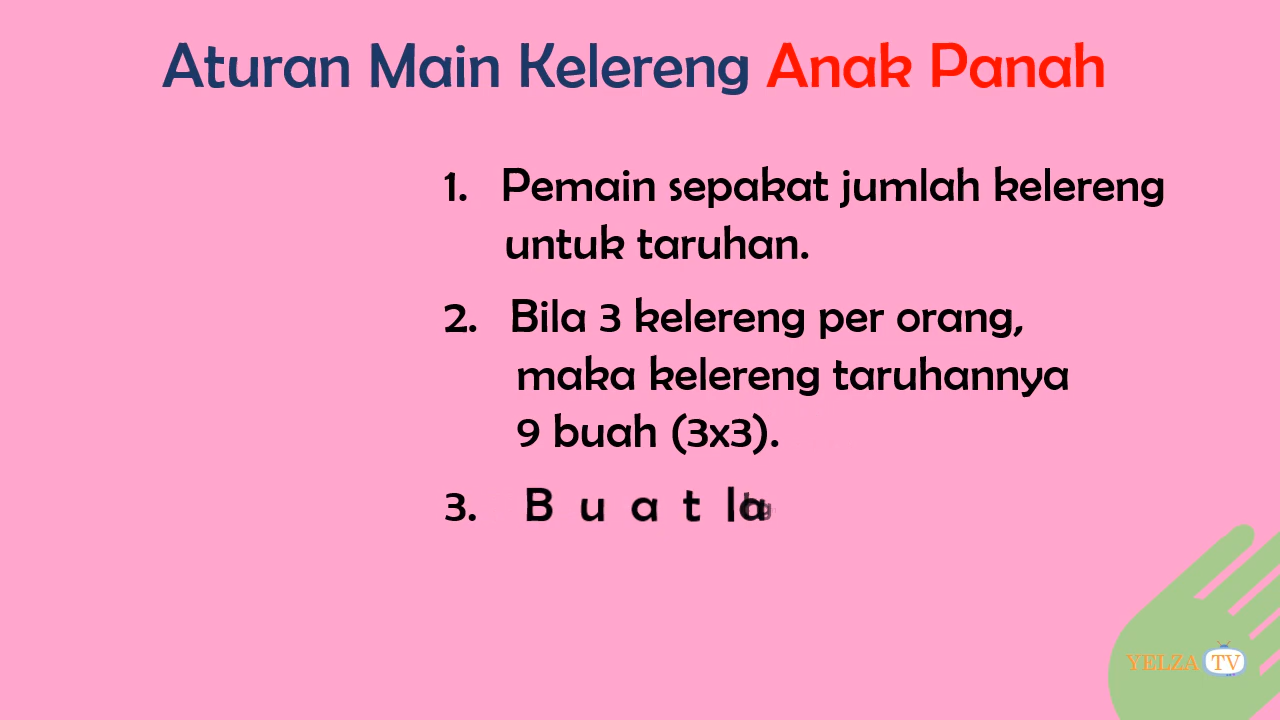 Aturan Main Kelereng Anak Panah
1. Pemain sepakat jumlah kelereng
untuk taruhan.
2. Bila 3 kelereng per orang,
maka kelereng taruhannya
9 buah (3x3).
3. B u a t
YELZA TV